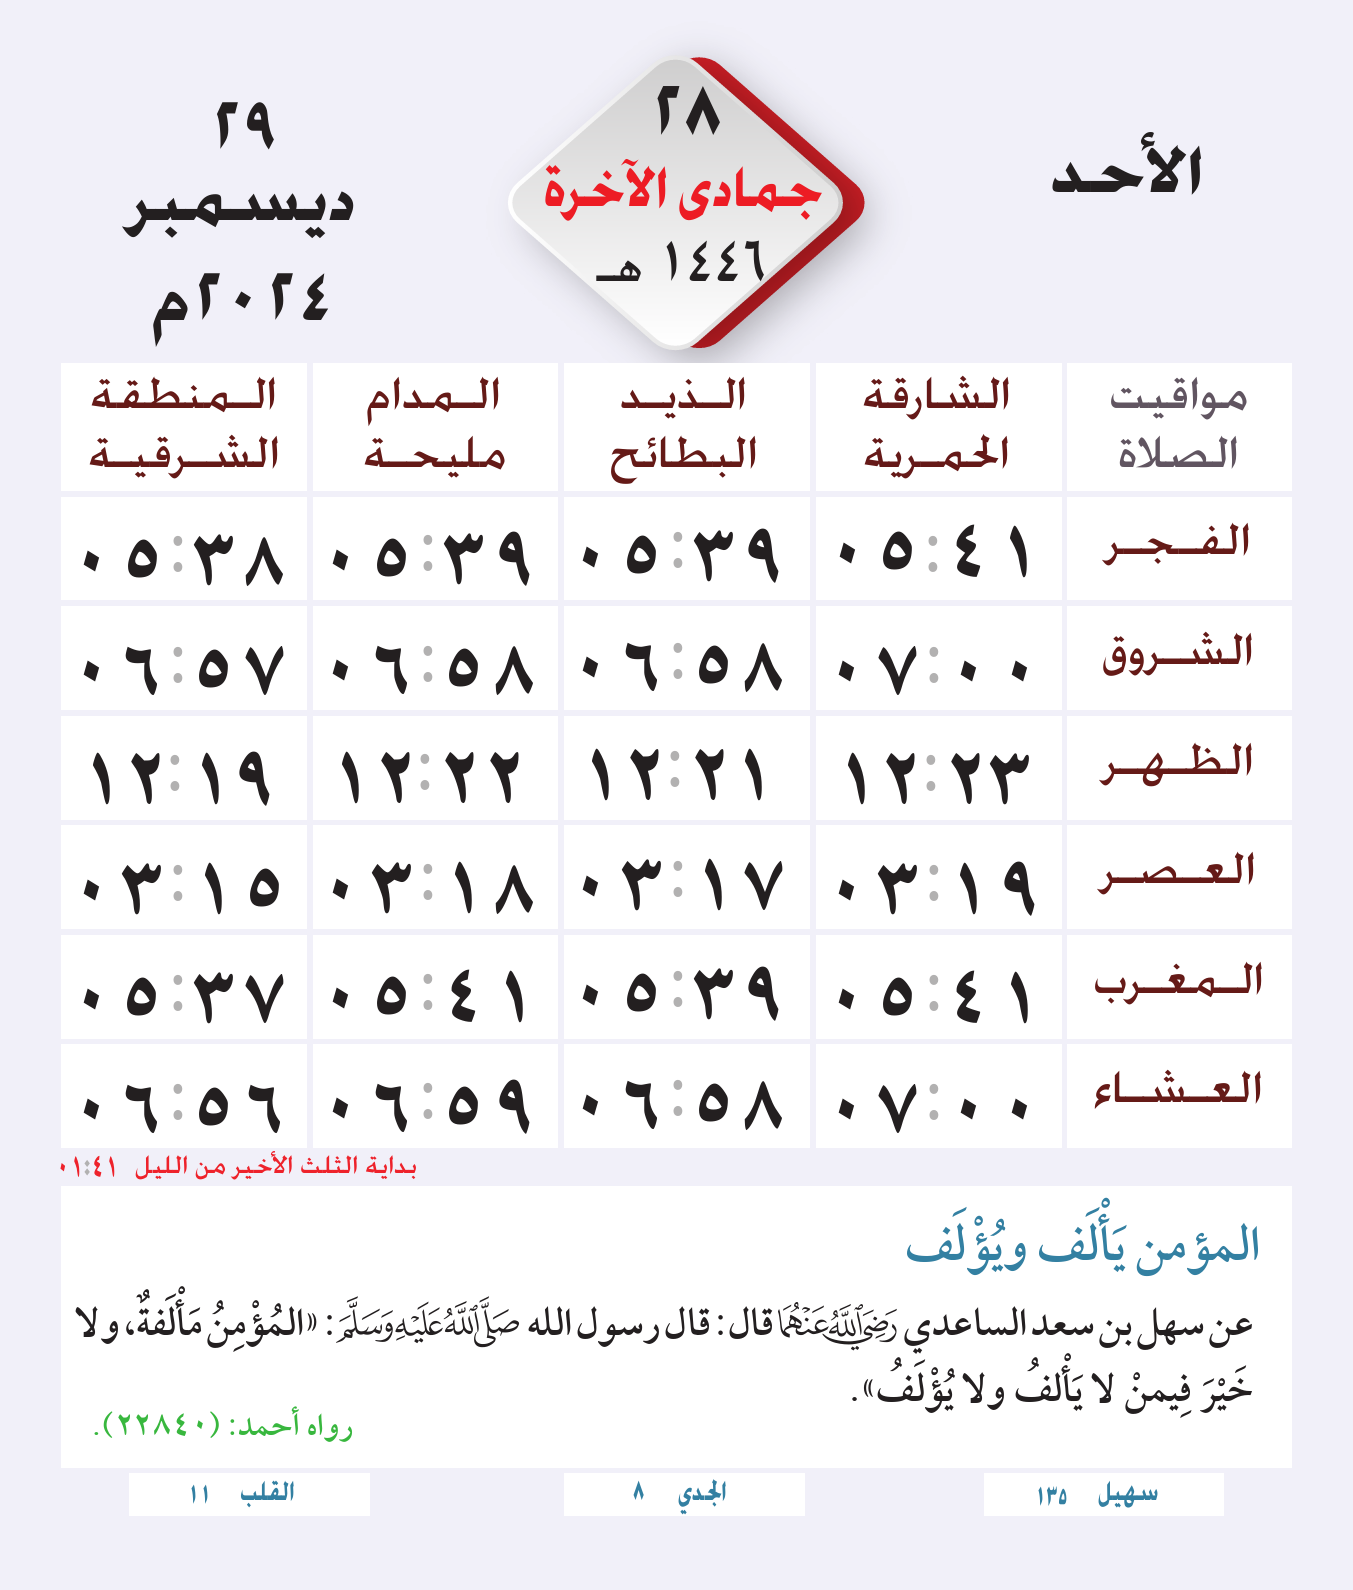 الأحد
٢٨
جمادى الآخرة
١٤٤٦ هـ
٢٩
ديسمبر
٢٠٢٤م
مواقيت الصلاة الشارقة الحمرية الذيد البطائح المدام مليحة المنطقة الشرقية
الفجر ٠٥:٤١ ٠٥:٣٩ ٠٥:٣٩ ٠٥:٣٨
الشروق ٠٧:٠٠ ٠٦:٥٨ ٠٦:٥٨ ٠٦:٥٧
الظهر ١٢:٢٣ ١٢:٢١ ١٢:٢٢ ١٢:١٩
العصر ٠٣:١٩ ٠٣:١٧ ٠٣:١٨ ٠٣:١٥
المغرب ٠٥:٤١ ٠٥:٣٩ ٠٥:٤١ ٠٥:٣٧
العشاء ٠٧:٠٠ ٠٦:٥٨ ٠٦:٥٩ ٠٦:٥٦
بداية الثلث الأخير من الليل ٠١:٤١
المؤمن يَأْلَف ويُؤْلَف
عن سهل بن سعد الساعدي رَضِيَ ٱللَّهُ عَنْهُمَا قال: قال رسول الله صَلَّى ٱللَّهُ عَلَيْهِ وَسَلَّمَ: «المُؤْمِنُ مَأْلَفةٌ، ولا
خَيْرَ فِيمنْ لا يَأْلفُ ولا يُؤْلَفُ».
رواه أحمد: (٢٢٨٤٠).
سهيل ١٣٥ الجدي ٨ القلب ١١